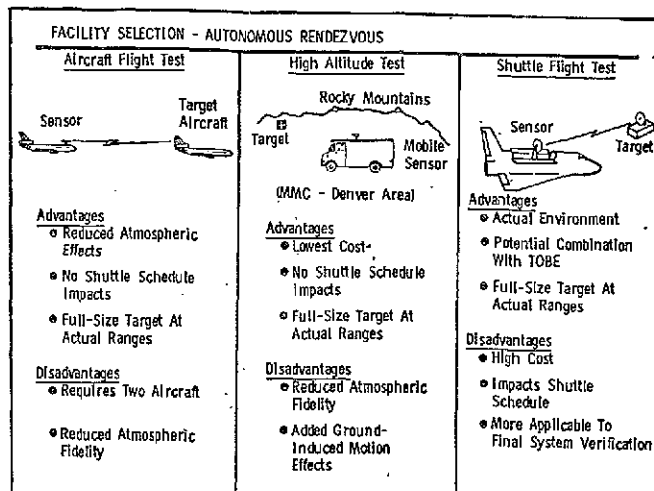 FACILITY SELECTION - AUTONOMOUS RENDEZVOUS
Aircraft Flight Test
Sensor
Target
Aircraft
Advantages
Reduced Atmospheric
Effects
No Shuttle Schedule
Impacts
Full-Size Target At
Actual Ranges
Disadvantages
Requires Two Aircraft
Reduced Atmospheric
Fidelity
High Altitude Test
Rocky Mountains
Target
Mobile
Sensor
(MMC - Denver Area)
Advantages
Lowest Cost
No Shuttle Schedule
Impacts
Full-Size Target At
Actual Ranges
Disadvantages
Reduced Atmospheric
Fidelity
Added Ground-
Induced Motion
Effects
Shuttle Flight Test
Sensor
Target
Advantages
Actual Environment
Potential Combination
With TOBE
Full-Size Target At
Actual Ranges
Disadvantages
High Cost
Impacts Shuttle
Schedule
More Applicable To
Final System Verification